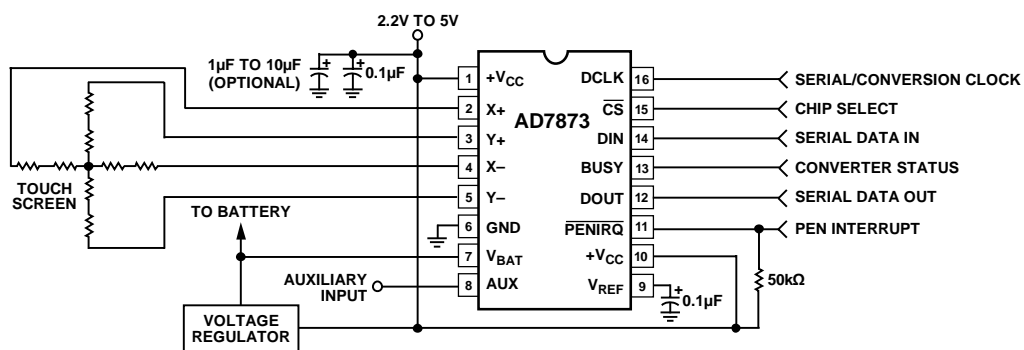 2.2V TO 5V
1µF TO 10µF
(OPTIONAL)
0.1µF
TOUCH
SCREEN
TO BATTERY
AUXILIARY
INPUT
VOLTAGE
REGULATOR
AD7873
1 +VCC
2 X+
3 Y+
4 X–
5 Y–
6 GND
7 VBAT
8 AUX
DCLK 16 SERIAL/CONVERSION CLOCK
CS 15 CHIP SELECT
DIN 14 SERIAL DATA IN
BUSY 13 CONVERTER STATUS
DOUT 12 SERIAL DATA OUT
PENIRQ 11 PEN INTERRUPT
+VCC 10
VREF 9
0.1µF
50kΩ